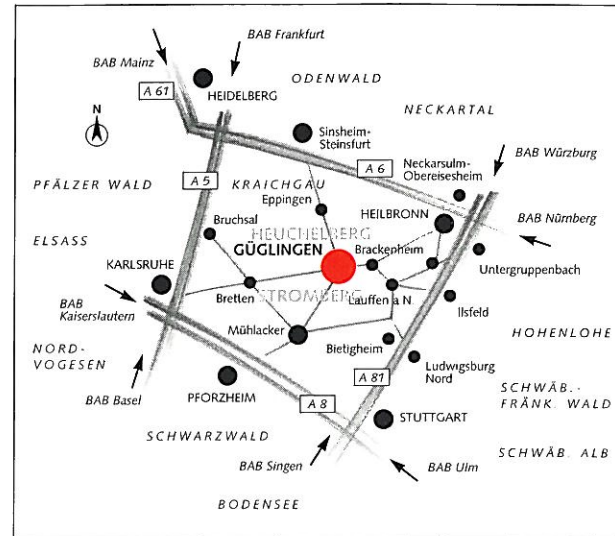 BAB Frankfurt
BAB Mainz
ODENWALD
A 61
HEIDELBERG
NECKARTAL
N
Sinsheim-
Steinsfurt
BAB Würzburg
A 6
Neckarsulm-
Obereisesheim
PFÄLZER WALD
A 5
KRAICHGAU
Eppingen
HEILBRONN
BAB Nürnberg
Bruchsal
HEUCHELBERG
ELSASS
GÜGLINGEN
Brackenheim
Untergruppenbach
KARLSRUHE
STROMBERG
Lauffen a N.
Ilsfeld
BAB
Kaiserslautern
Bretten
Mühlacker
HOHENLOHE
NORD-
VOGESEN
Bietigheim
Ludwigsburg
Nord
BAB Basel
PFORZHEIM
A 8
A 81
SCHWÄB.-
FRÄNK. WALD
STUTTGART
SCHWARZWALD
BAB Singen
BAB Ulm
SCHWÄB. ALB
BODENSEE